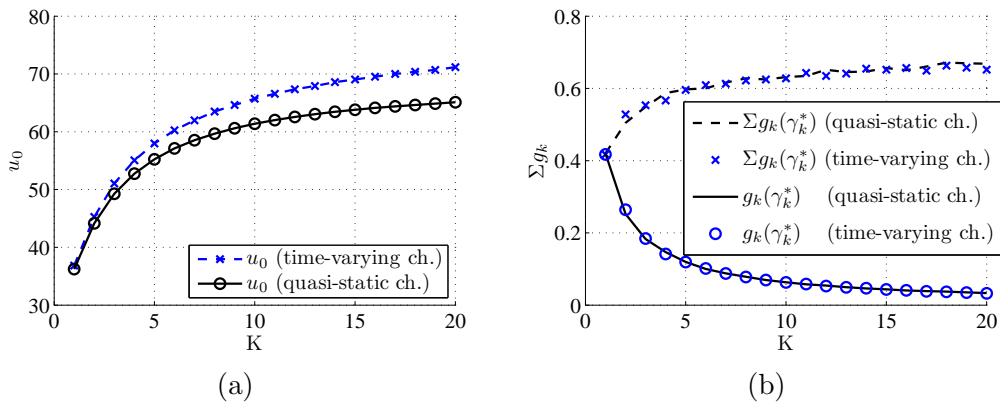 80
70
60
50
40
30
0
5
10
15
20
u₀
K
u₀ (time-varying ch.)
u₀ (quasi-static ch.)
(a)
0.8
0.6
0.4
0.2
0
0
5
10
15
20
Σgₖ
K
Σgₖ(γₖ*) (quasi-static ch.)
Σgₖ(γₖ*) (time-varying ch.)
gₖ(γₖ*) (quasi-static ch.)
gₖ(γₖ*) (time-varying ch.)
(b)